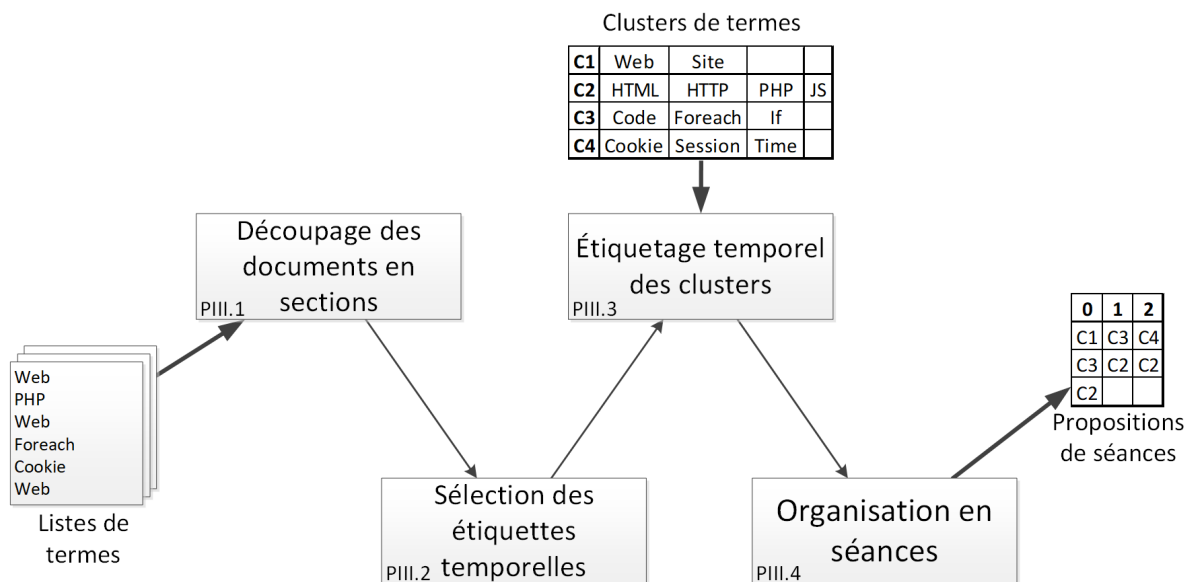 Clusters de termes
C1 Web Site
C2 HTML HTTP PHP JS
C3 Code Foreach If
C4 Cookie Session Time
Découpage des
documents en
sections
PIII.1
Étiquetage temporel
des clusters
PIII.3
Web
PHP
Web
Foreach
Cookie
Web
Listes de
termes
0 1 2
C1 C3 C4
C3 C2 C2
C2
Propositions
de séances
Sélection des
étiquettes
temporelles
PIII.2
Organisation en
séances
PIII.4